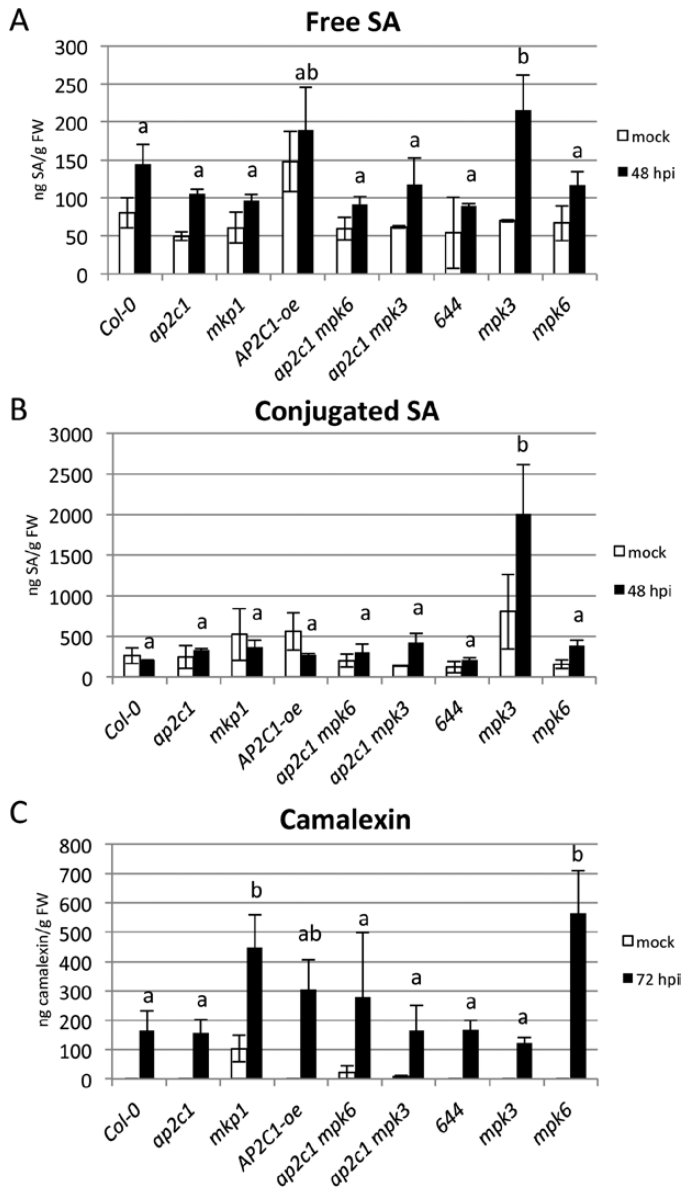 A
Free SA
300
250
200
150
100
50
0
ng SA/g FW
a
a
a
ab
a
a
a
b
a
mock
48 hpi
Col-0
ap2c1
mkp1
AP2C1-oe
ap2c1 mpk6
ap2c1 mpk3
644
mpk3
mpk6
B
Conjugated SA
3000
2500
2000
1500
1000
500
0
ng SA/g FW
a
a
a
a
a
a
a
b
a
mock
48 hpi
Col-0
ap2c1
mkp1
AP2C1-oe
ap2c1 mpk6
ap2c1 mpk3
644
mpk3
mpk6
C
Camalexin
800
700
600
500
400
300
200
100
0
ng camalexin/g FW
a
a
b
ab
a
a
a
a
b
mock
72 hpi
Col-0
ap2c1
mkp1
AP2C1-oe
ap2c1 mpk6
ap2c1 mpk3
644
mpk3
mpk6